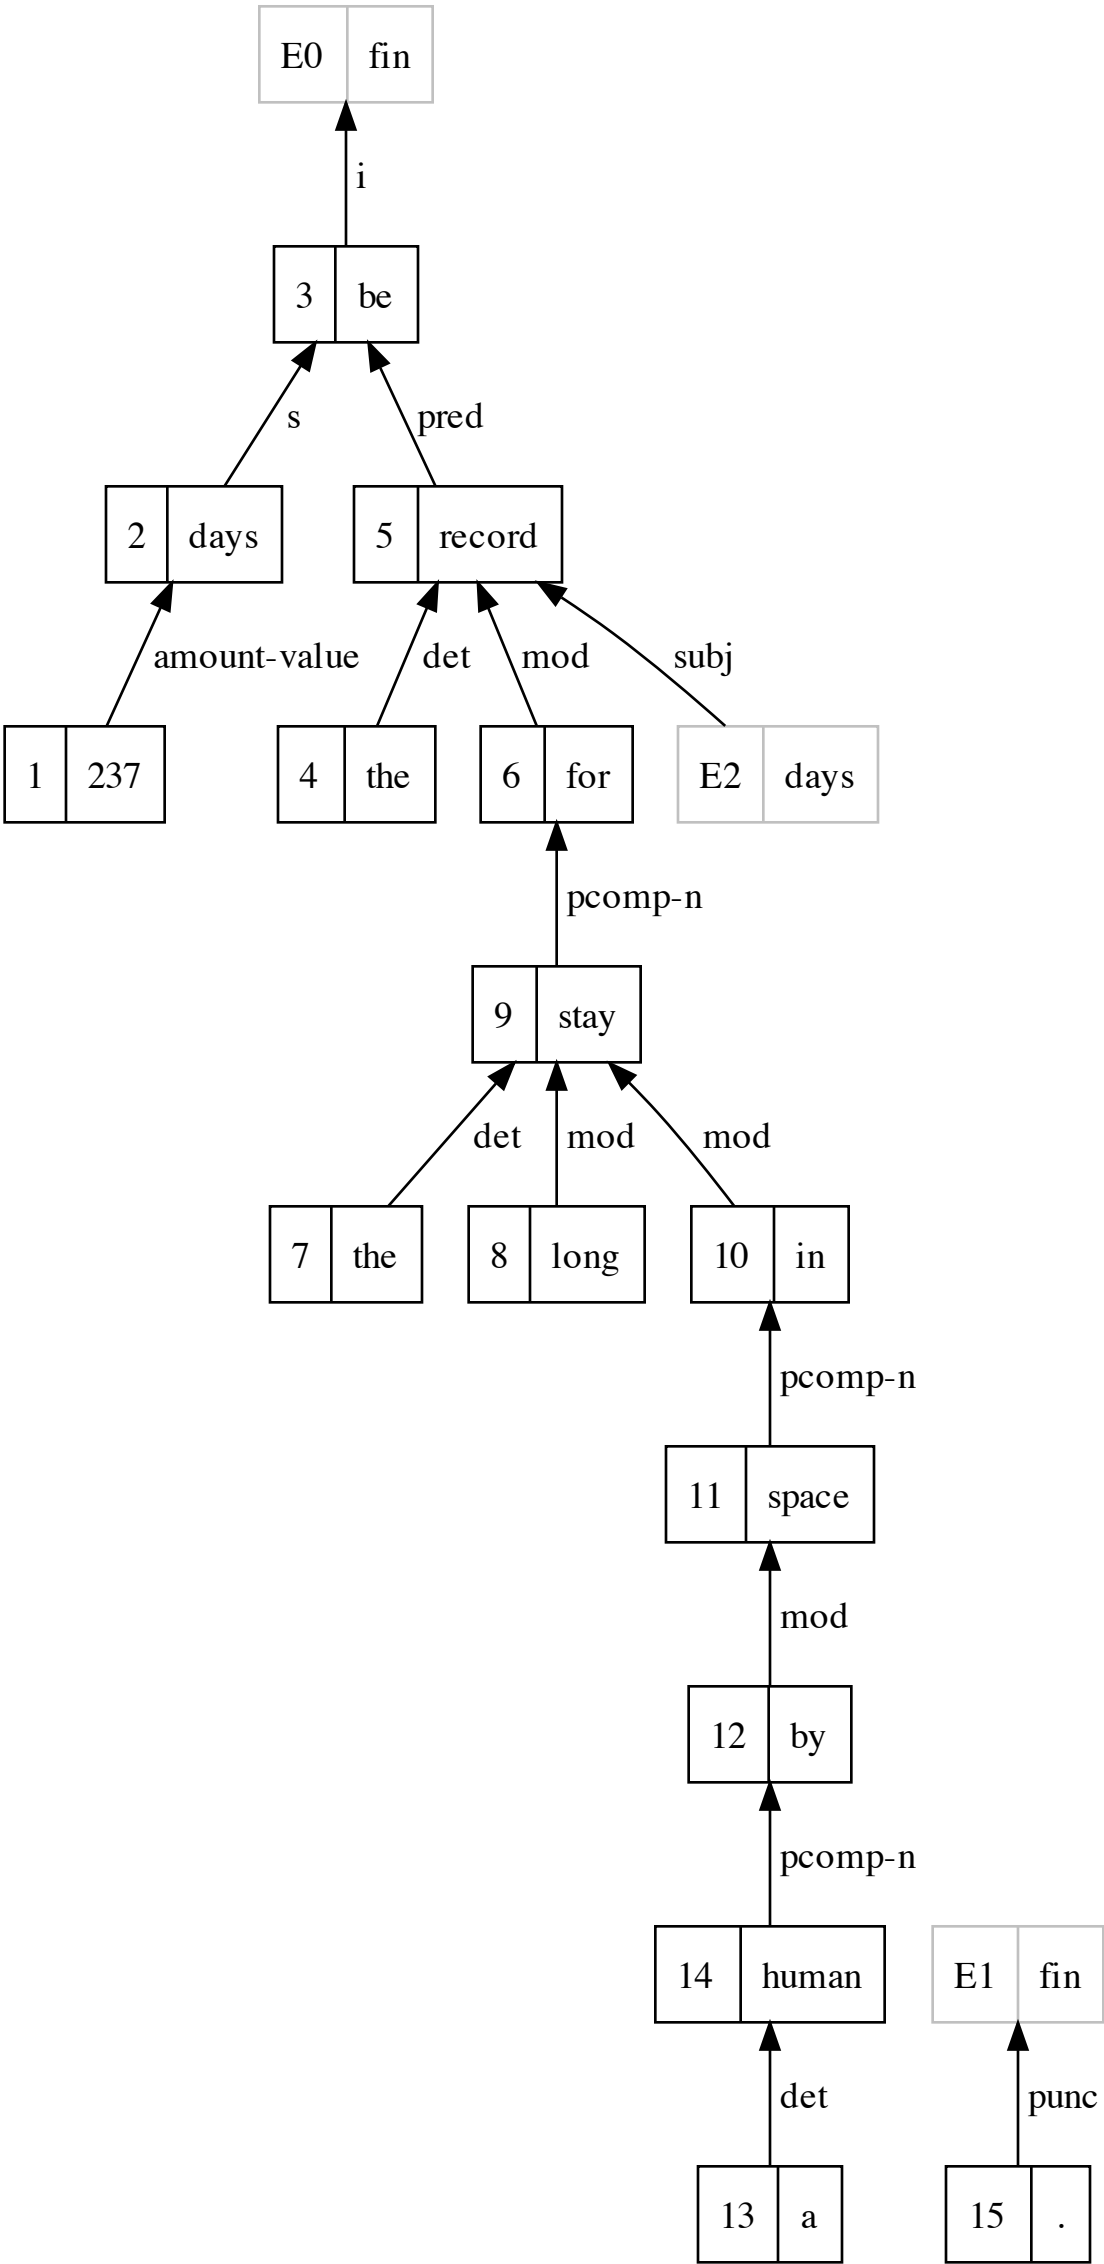 E0 fin
i
3 be
s pred
2 days 5 record
amount-value det mod subj
1 237 4 the 6 for E2 days
pcomp-n
9 stay
det mod mod
7 the 8 long 10 in
pcomp-n
11 space
mod
12 by
pcomp-n
14 human E1 fin
det punc
13 a 15 .